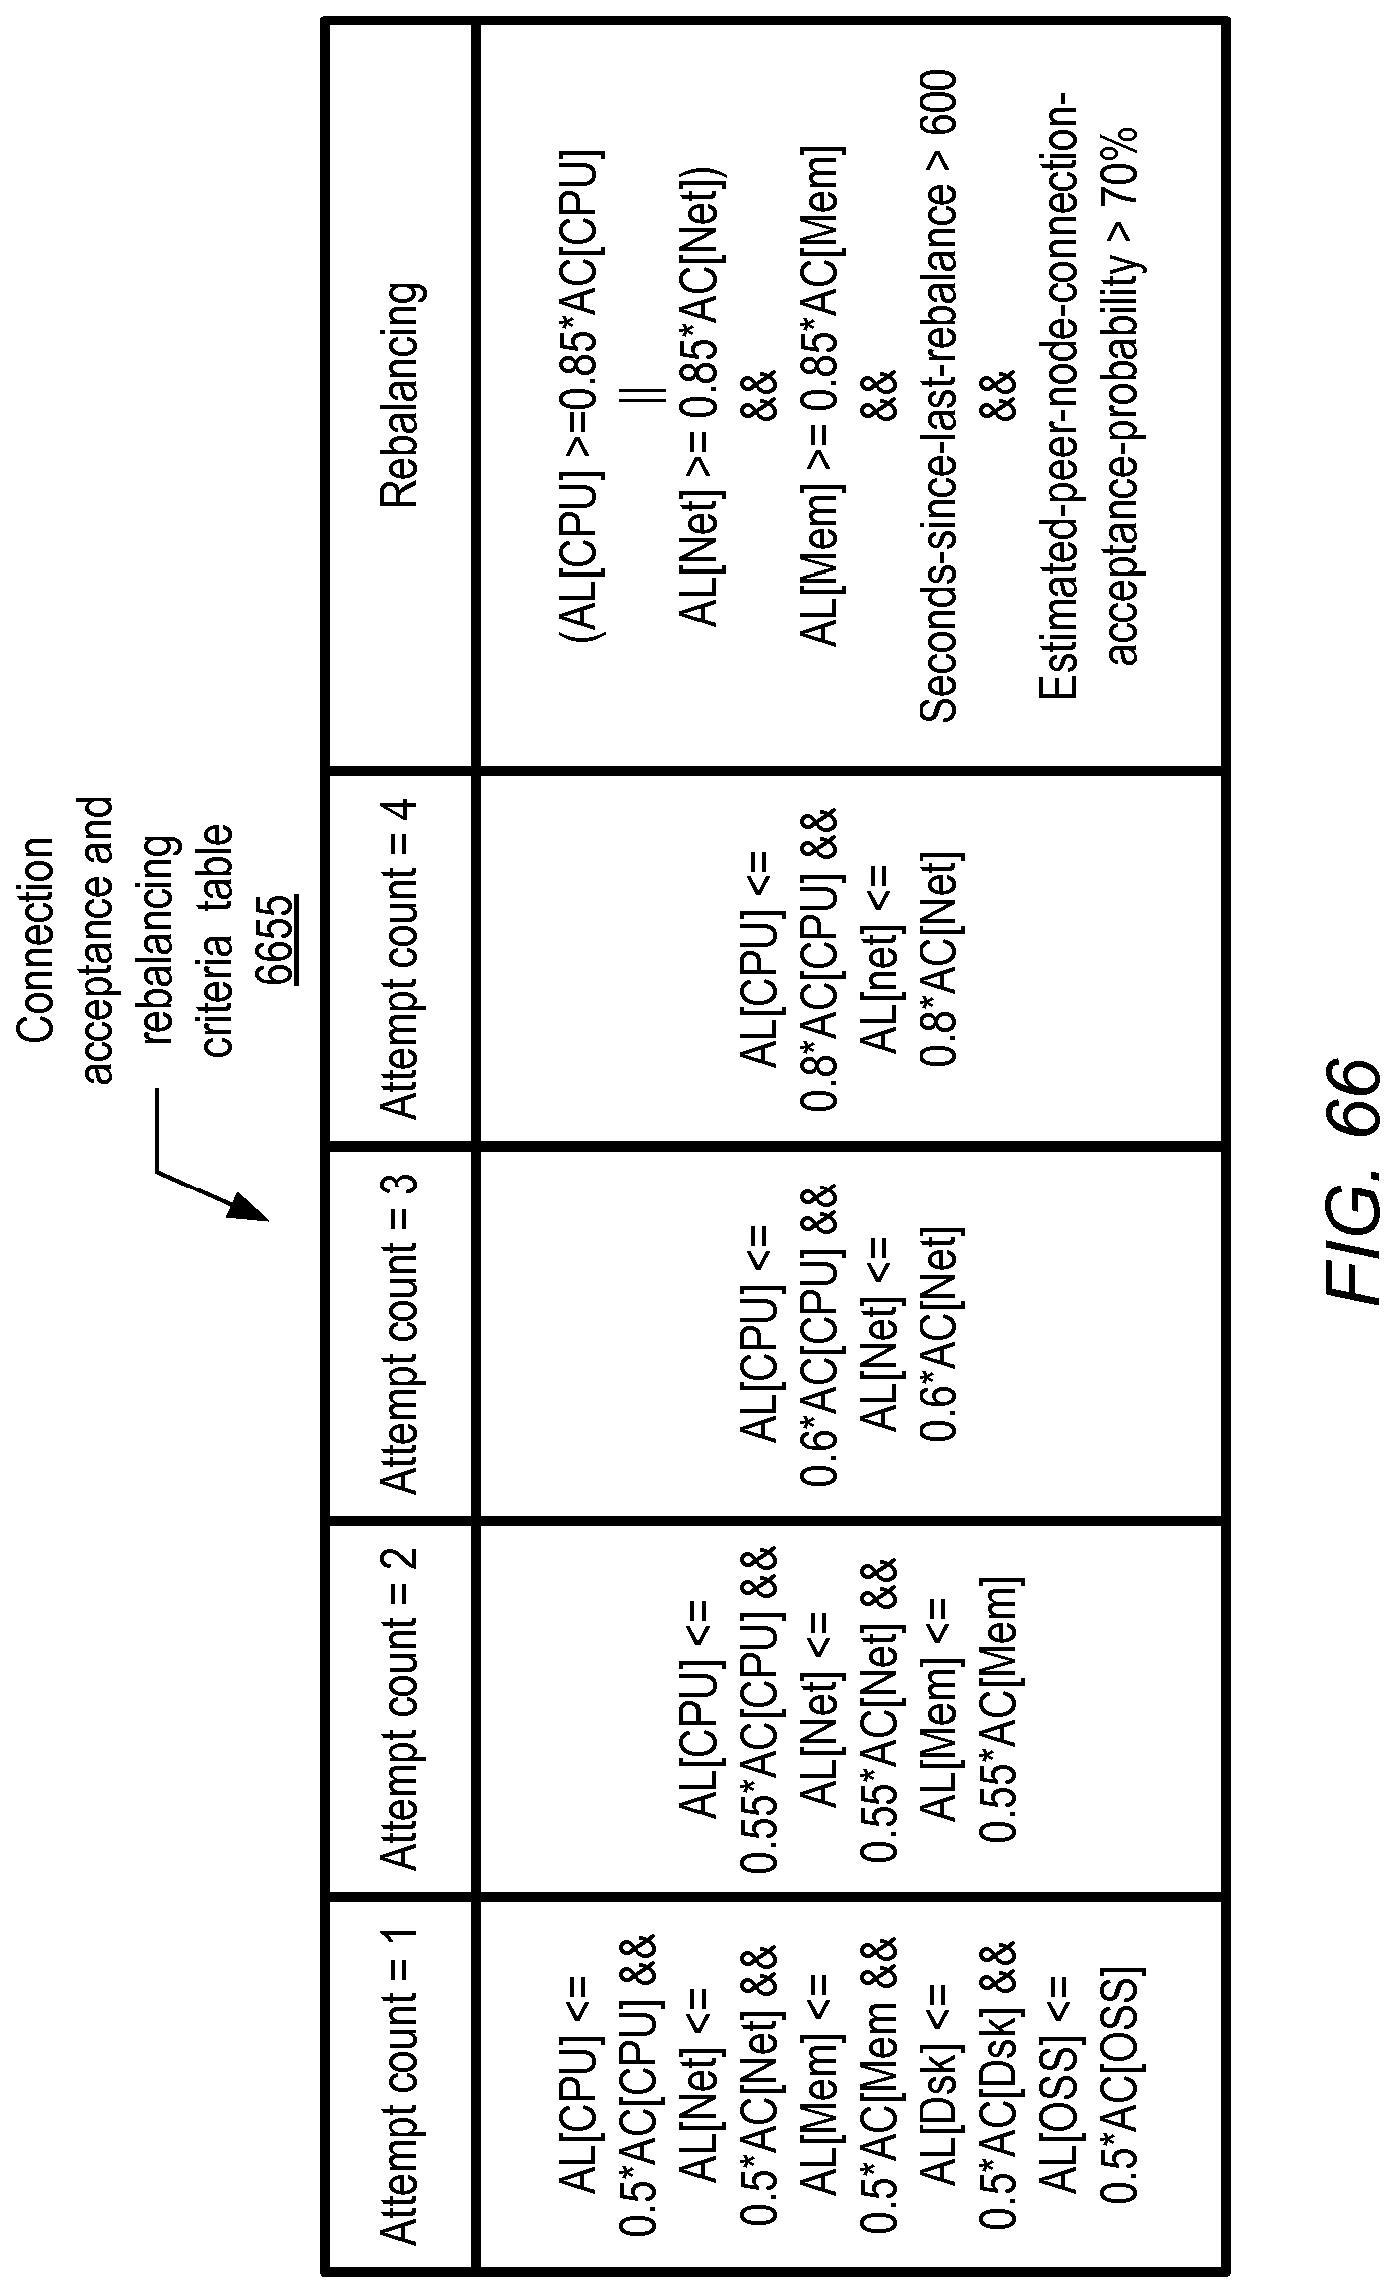 Connection
acceptance and
rebalancing
criteria table
6655
Attempt count = 1
Attempt count = 2
Attempt count = 3
Attempt count = 4
Rebalancing
AL[CPU] <=
0.5*AC[CPU] &&
AL[Net] <=
0.5*AC[Net] &&
AL[Mem] <=
0.5*AC[Mem &&
AL[Dsk] <=
0.5*AC[Dsk] &&
AL[OSS] <=
0.5*AC[OSS]
AL[CPU] <=
0.55*AC[CPU] &&
AL[Net] <=
0.55*AC[Net] &&
AL[Mem] <=
0.55*AC[Mem]
AL[CPU] <=
0.6*AC[CPU] &&
AL[Net] <=
0.6*AC[Net]
AL[CPU] <=
0.8*AC[CPU] &&
AL[net] <=
0.8*AC[Net]
(AL[CPU] >=0.85*AC[CPU]
||
AL[Net] >= 0.85*AC[Net])
&&
AL[Mem] >= 0.85*AC[Mem]
&&
Seconds-since-last-rebalance > 600
&&
Estimated-peer-node-connection-
acceptance-probability > 70%
FIG. 66